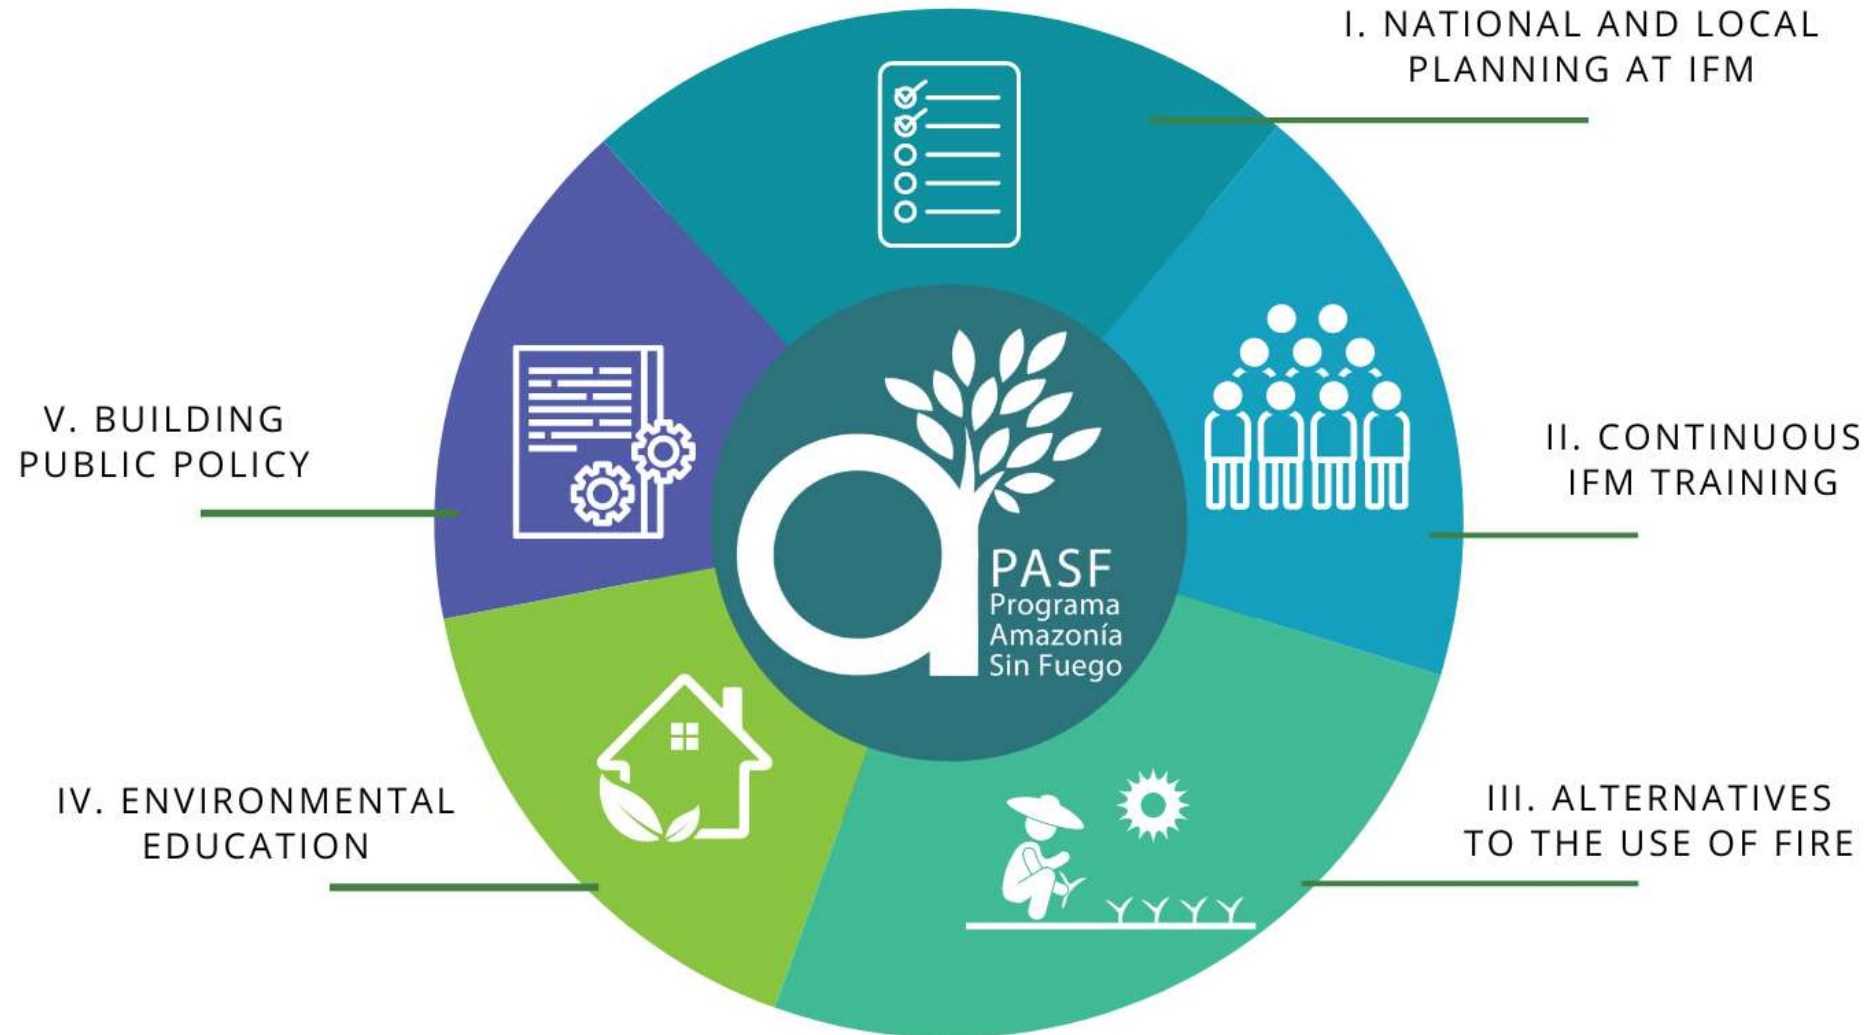 I. NATIONAL AND LOCAL
PLANNING AT IFM
II. CONTINUOUS
IFM TRAINING
III. ALTERNATIVES
TO THE USE OF FIRE
IV. ENVIRONMENTAL
EDUCATION
V. BUILDING
PUBLIC POLICY
a
PASF
Programa
Amazonía
Sin Fuego